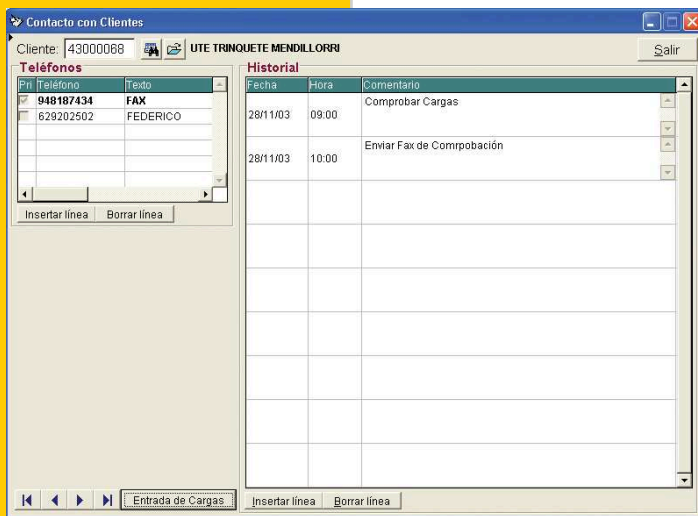 Contacto con Clientes
Cliente: 43000068 UTE TRINQUETE MENDILLORRI Salir
Teléfonos
Pri Teléfono Texto
948187434 FAX
629202502 FEDERICO
Insertar línea Borrar línea
Historial
Fecha Hora Comentario
28/11/03 09:00 Comprobar Cargas
28/11/03 10:00 Enviar Fax de Comrpobación
Entrada de Cargas
Insertar línea Borrar línea